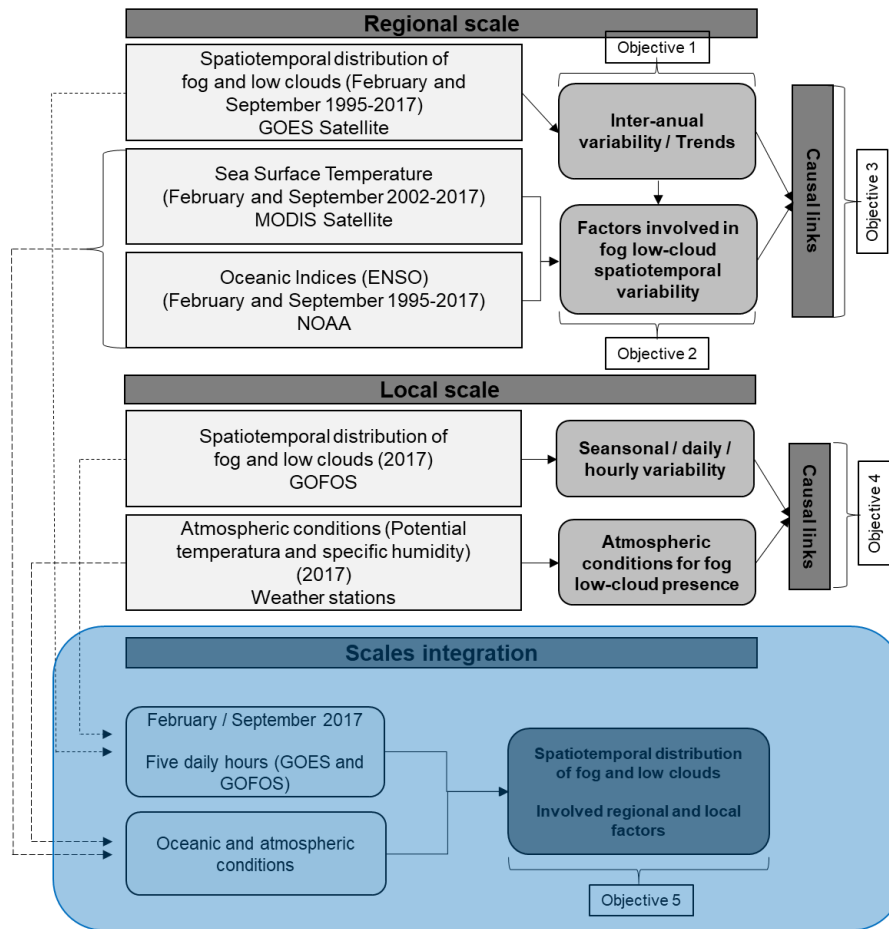 Regional scale
Spatiotemporal distribution of
fog and low clouds (February and
September 1995-2017)
GOES Satellite
Objective 1
Inter-anual
variability / Trends
Sea Surface Temperature
(February and September 2002-2017)
MODIS Satellite
Factors involved in
fog low-cloud
spatiotemporal
variability
Oceanic Indices (ENSO)
(February and September 1995-2017)
NOAA
Objective 2
Causal links
Objective 3
Local scale
Spatiotemporal distribution of
fog and low clouds (2017)
GOFOS
Seansonal / daily /
hourly variability
Atmospheric conditions (Potential
temperatura and specific humidity)
(2017)
Weather stations
Atmospheric
conditions for fog
low-cloud presence
Causal links
Objective 4
Scales integration
February / September 2017
Five daily hours (GOES and
GOFOS)
Oceanic and atmospheric
conditions
Spatiotemporal distribution
of fog and low clouds
Involved regional and local
factors
Objective 5